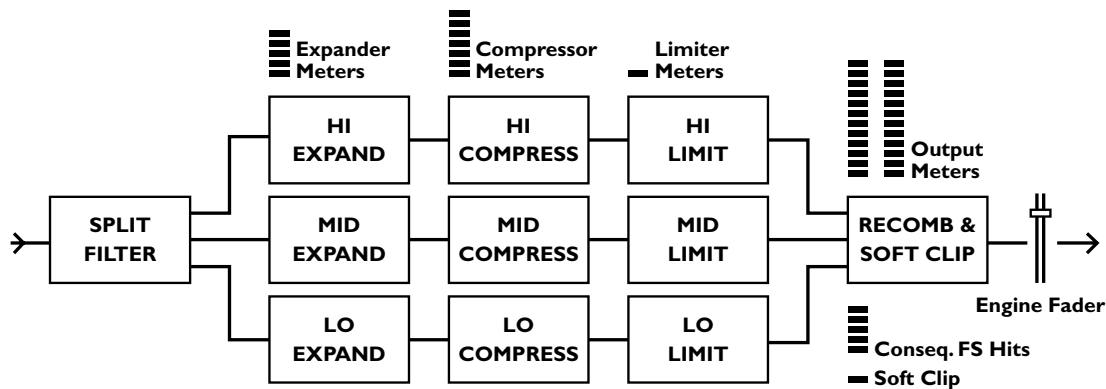 Expander
Meters
Compressor
Meters
Limiter
Meters
HI
EXPAND
HI
COMPRESS
HI
LIMIT
Output
Meters
SPLIT
FILTER
MID
EXPAND
MID
COMPRESS
MID
LIMIT
RECOMB &
SOFT CLIP
Engine Fader
LO
EXPAND
LO
COMPRESS
LO
LIMIT
Conseq. FS Hits
Soft Clip